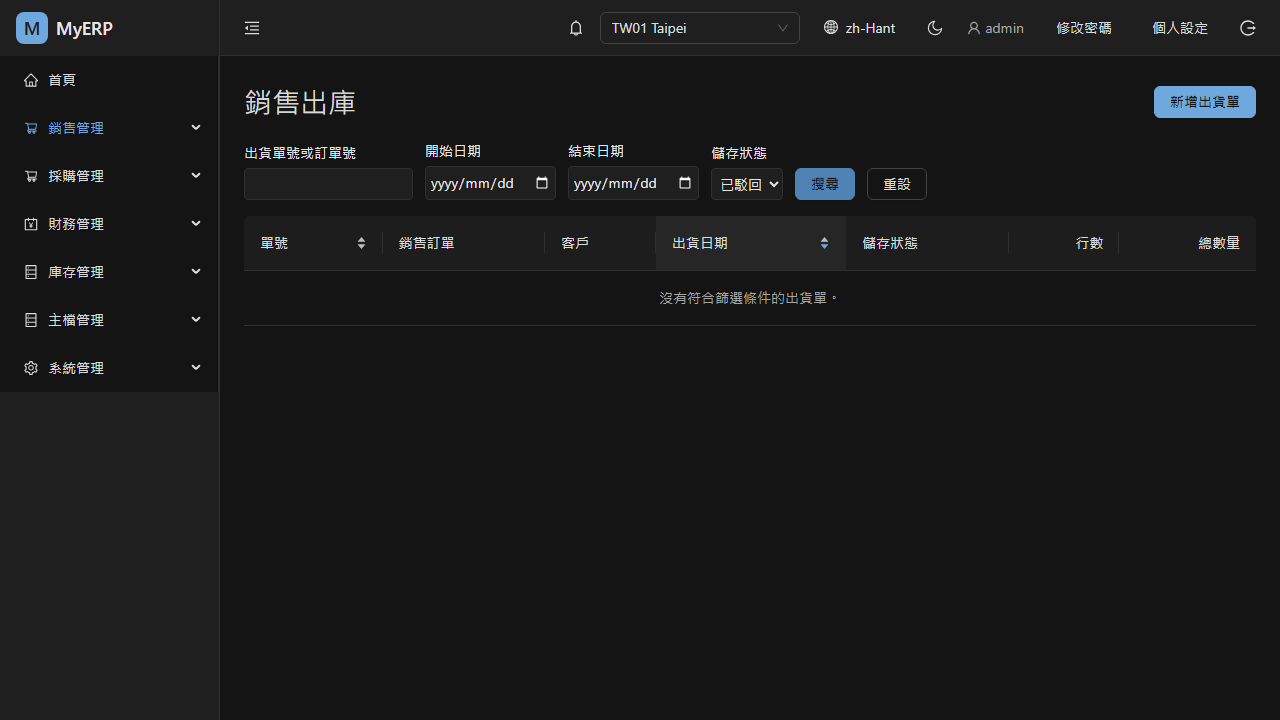 M MyERP
TW01 Taipei
zh-Hant
admin
修改密碼
個人設定
首頁
銷售管理
採購管理
財務管理
庫存管理
主檔管理
系統管理
銷售出庫
新增出貨單
出貨單號或訂單號
開始日期
yyyy/mm/dd
結束日期
yyyy/mm/dd
儲存狀態
已駁回
搜尋
重設
單號 銷售訂單 客戶 出貨日期 儲存狀態 行數 總數量
沒有符合篩選條件的出貨單。